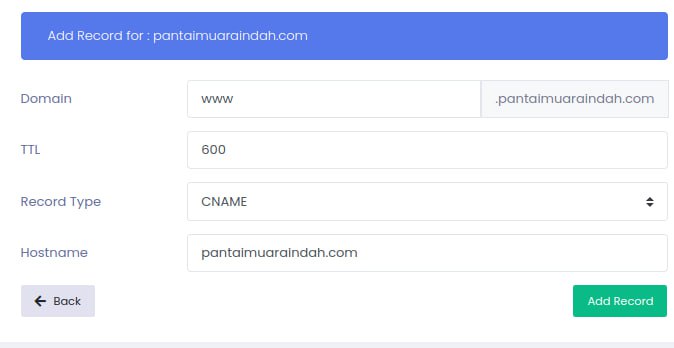 Add Record for : pantaimuaraindah.com
Domain www .pantaimuaraindah.com
TTL 600
Record Type CNAME
Hostname pantaimuaraindah.com
Back Add Record